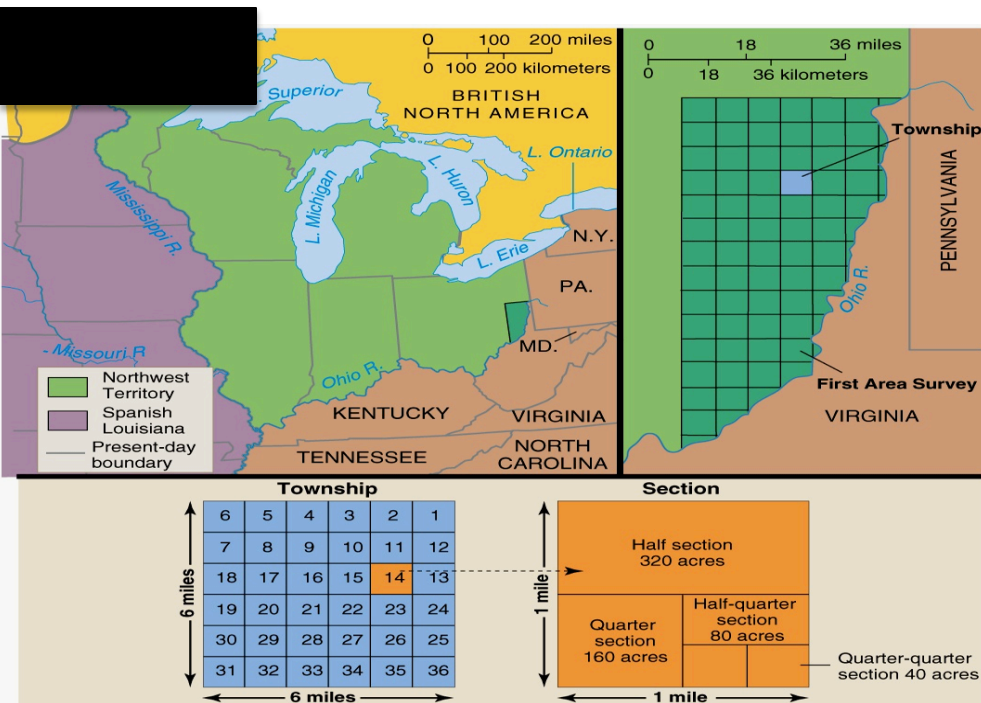 0 100 200 miles
0 100 200 kilometers
BRITISH
NORTH AMERICA
. Superior
L. Michigan
L. Huron
L. Ontario
L. Erie
N.Y.
PA.
MD.
Mississippi R.
- Missouri R
Ohio R.
KENTUCKY
VIRGINIA
TENNESSEE
NORTH
CAROLINA
Northwest
Territory
Spanish
Louisiana
Present-day
boundary
0 18 36 miles
0 18 36 kilometers
Township
PENNSYLVANIA
Ohio R.
First Area Survey
VIRGINIA
Township
6 5 4 3 2 1
7 8 9 10 11 12
18 17 16 15 14 13
19 20 21 22 23 24
30 29 28 27 26 25
31 32 33 34 35 36
6 miles
6 miles
Section
Half section
320 acres
Quarter
section
160 acres
Half-quarter
section
80 acres
Quarter-quarter
section 40 acres
1 mile
1 mile